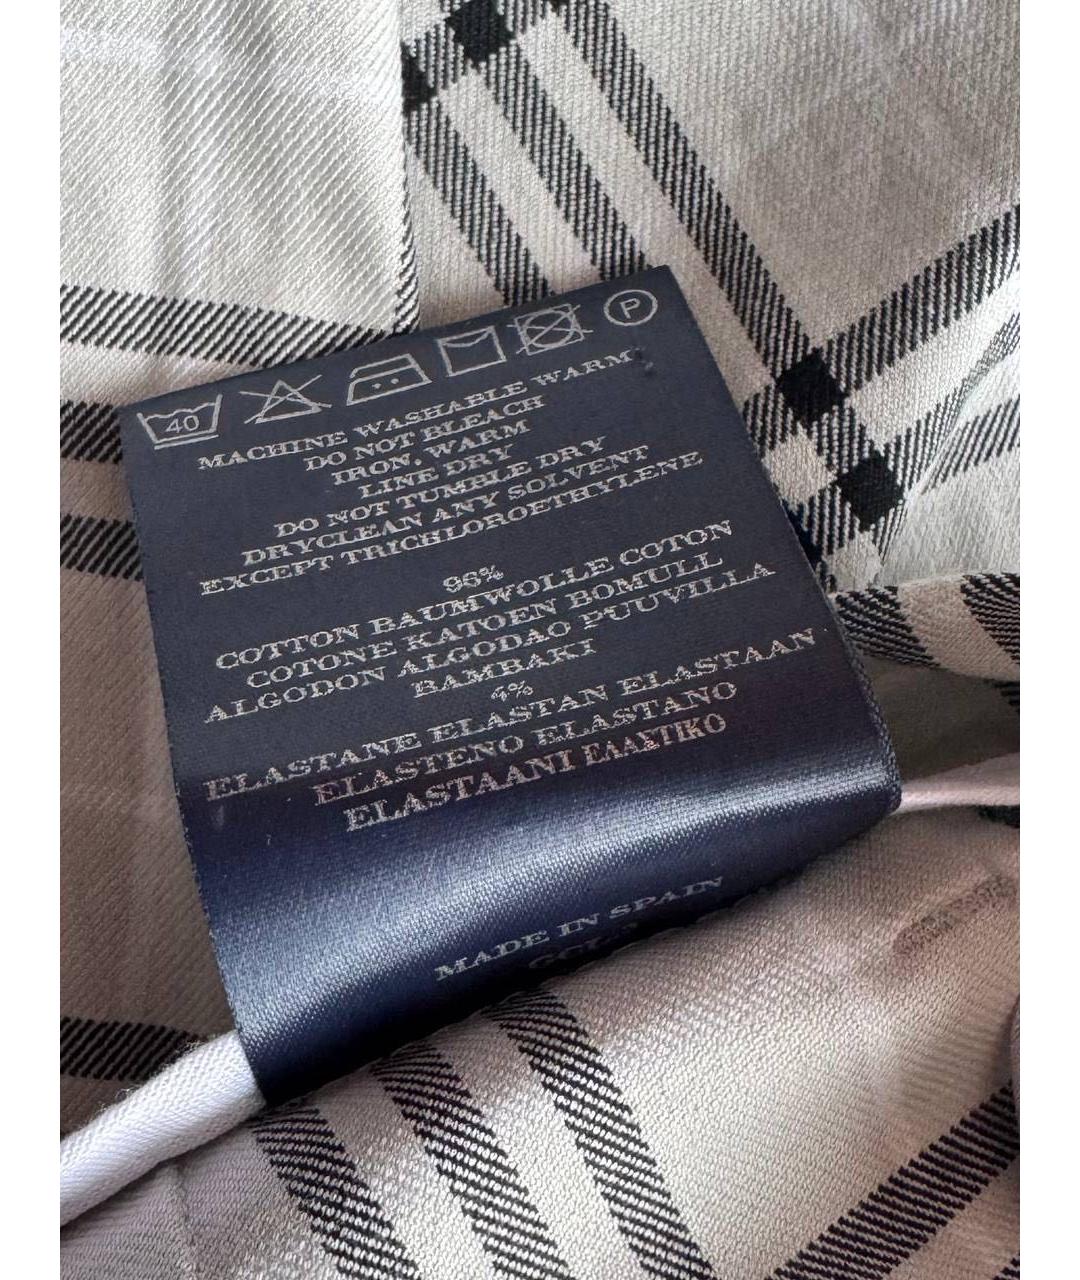 40
P
MACHINE WASHABLE WARM
DO NOT BLEACH
IRON, WARM
LINE DRY
DO NOT TUMBLE DRY
DRYCLEAN ANY SOLVENT
EXCEPT TRICHLOROETHYLENE
96%
COTTON BAUMWOLLE COTON
COTONE KATOEN BOMULL
ALGODON ALGODAO PUUVILLA
BAMBAKI
4%
ELASTANE ELASTAN ELASTAAN
ELASTENO ELASTANO
ELASTAANI ΕΛΑΧΤΙΚΟ
MADE IN SPAIN